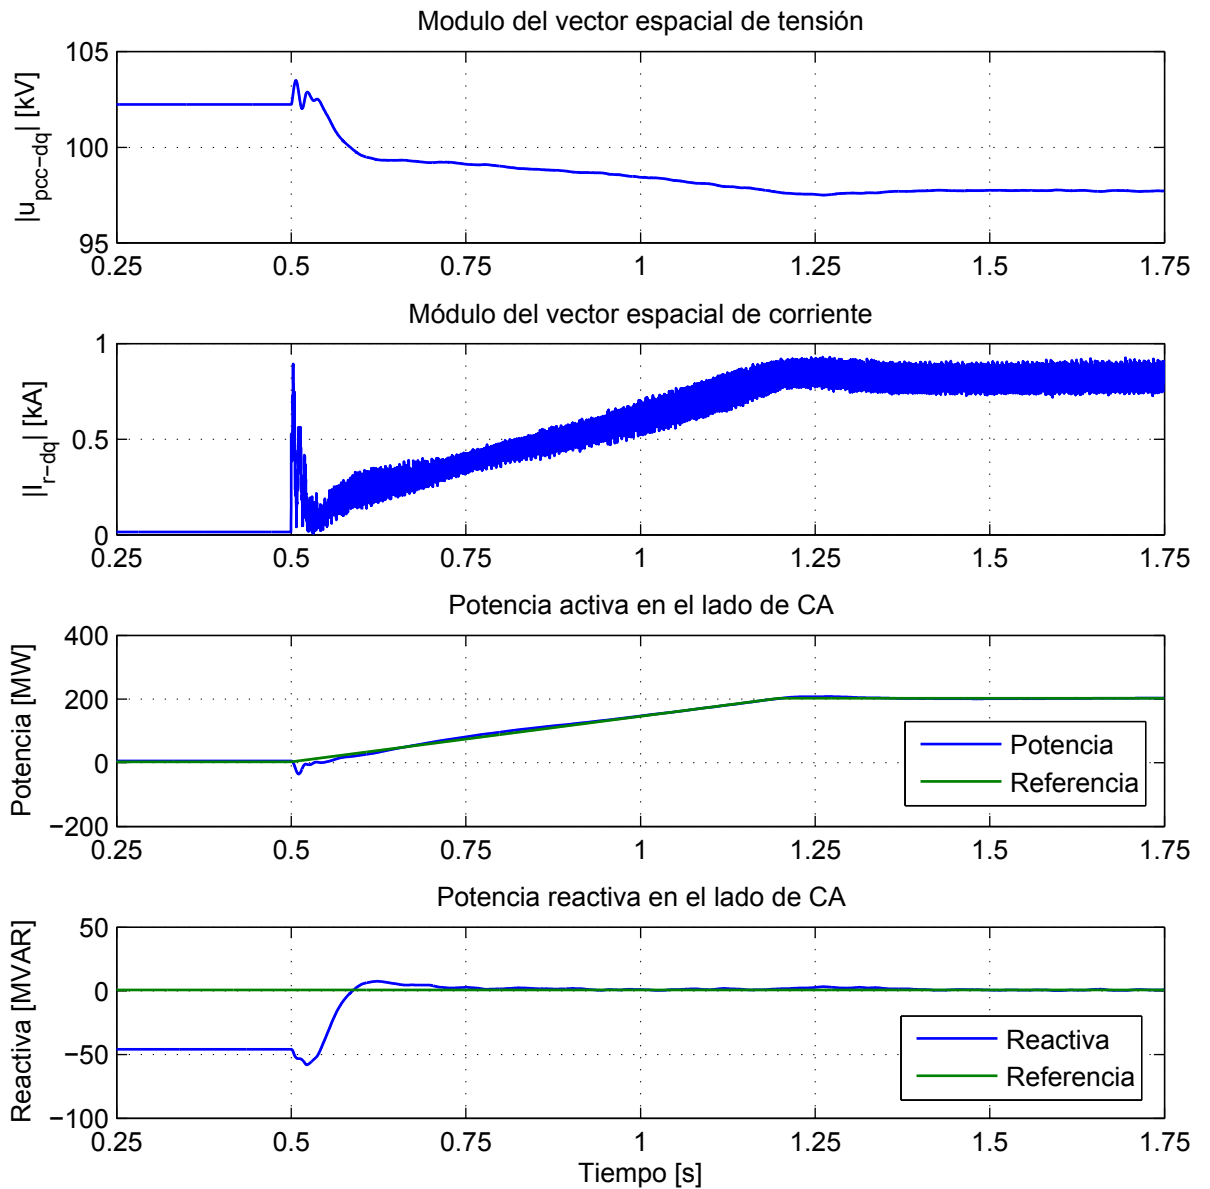 Modulo del vector espacial de tensión
|u_pcc−dq| [kV]
105
100
95
0.25 0.5 0.75 1 1.25 1.5 1.75
Módulo del vector espacial de corriente
|I_r−dq| [kA]
1
0.5
0
0.25 0.5 0.75 1 1.25 1.5 1.75
Potencia activa en el lado de CA
Potencia [MW]
400
200
0
−200
Potencia
Referencia
0.25 0.5 0.75 1 1.25 1.5 1.75
Potencia reactiva en el lado de CA
Reactiva [MVAR]
50
0
−50
−100
Reactiva
Referencia
0.25 0.5 0.75 1 1.25 1.5 1.75
Tiempo [s]